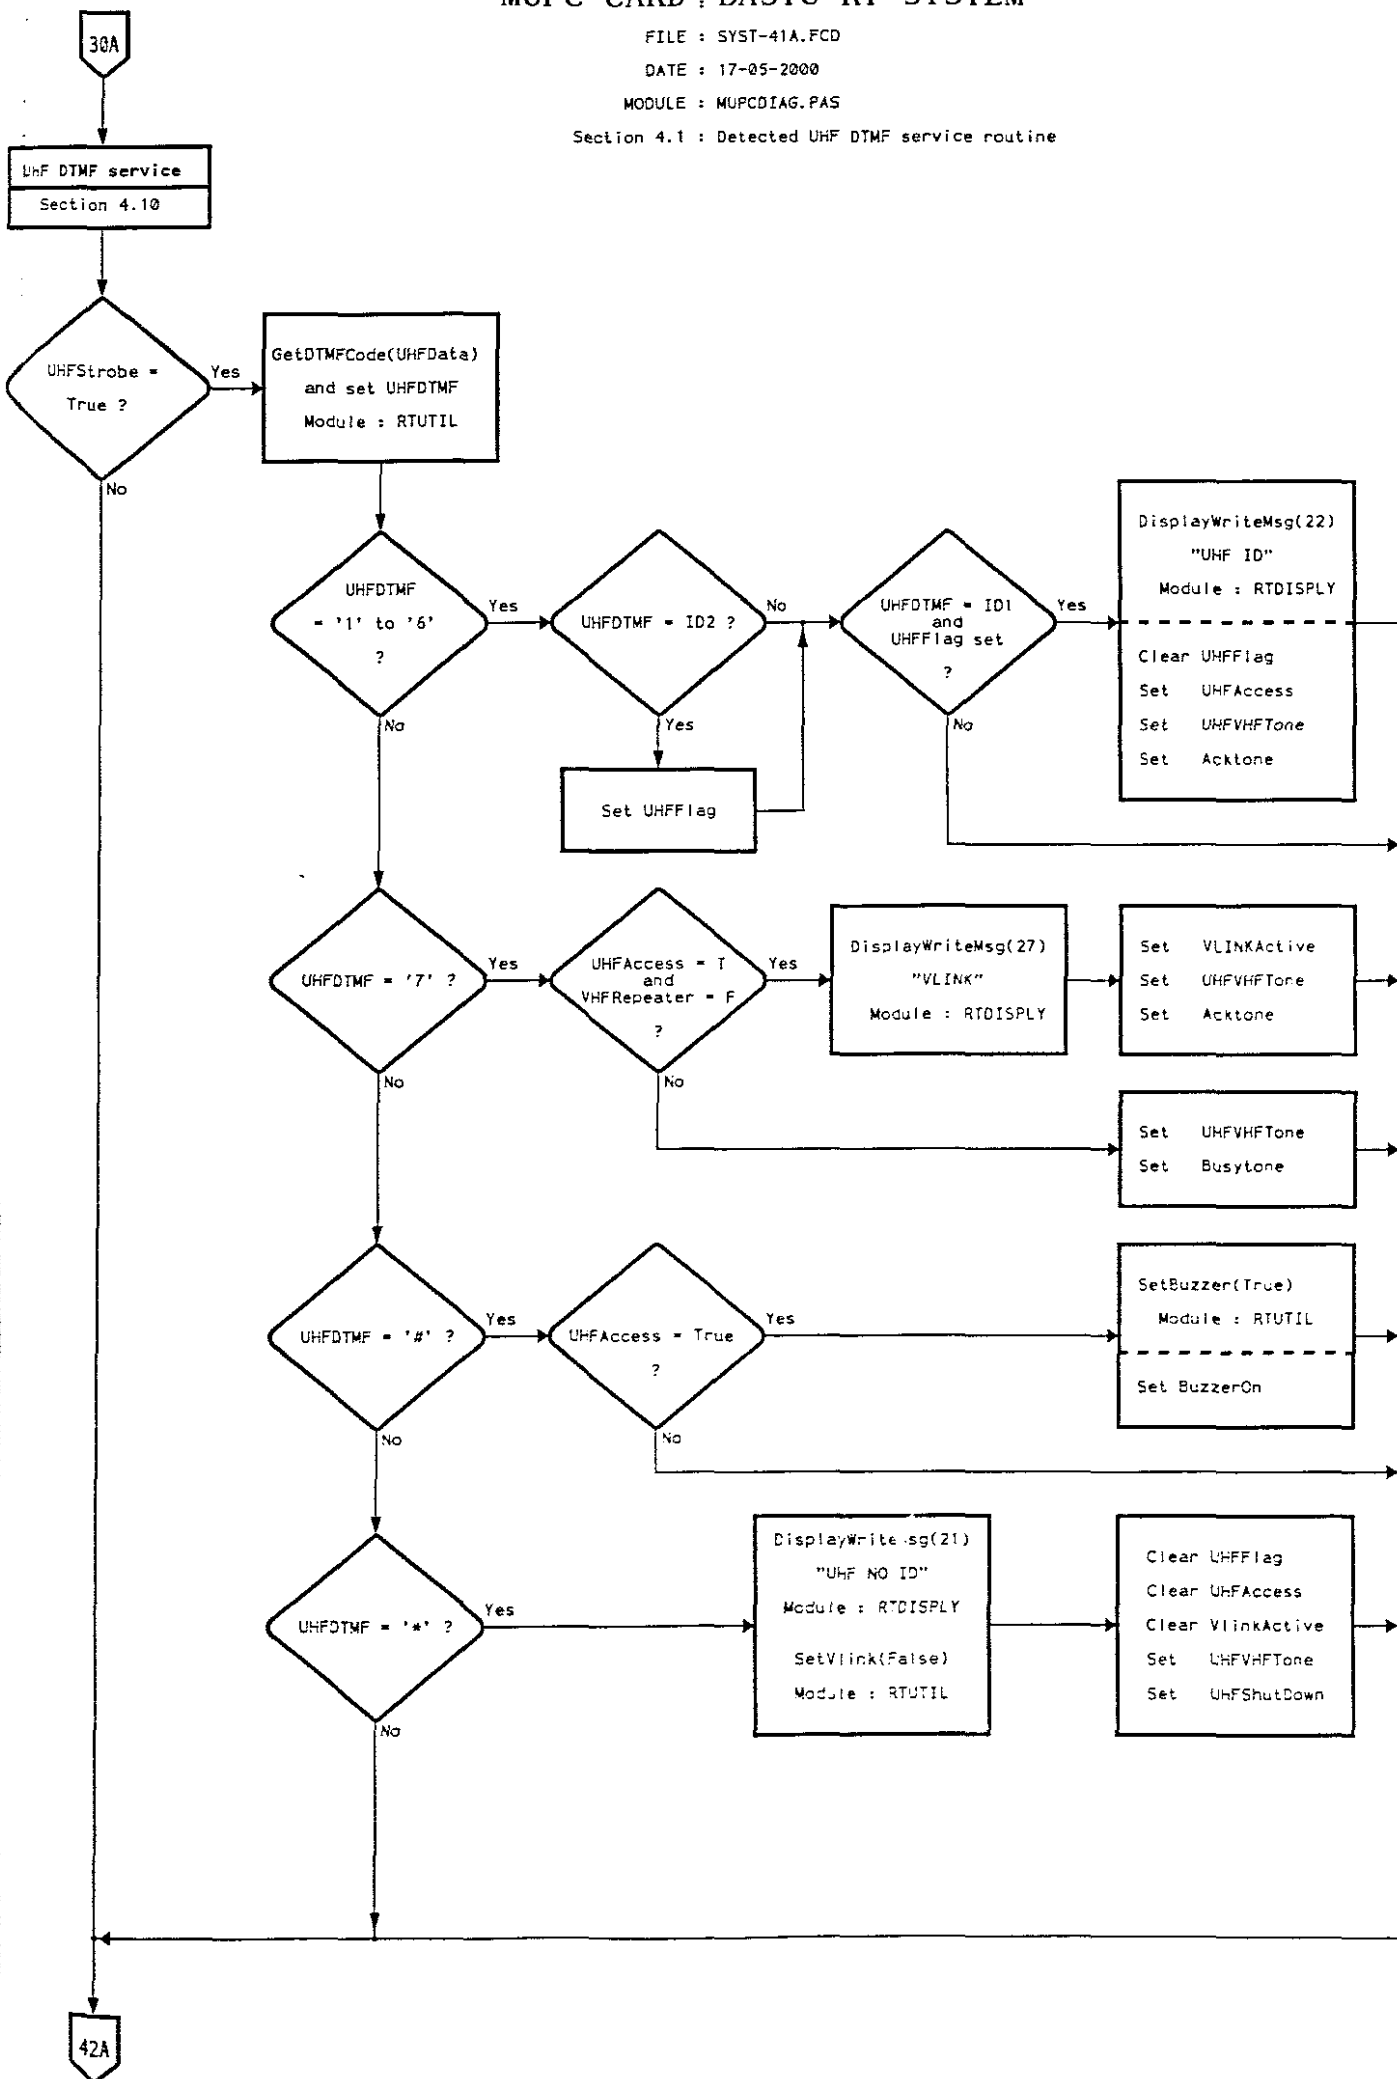 MUPC CARD : BASIC RT SYSTEM
FILE : SYST-41A.FCD
DATE : 17-05-2000
MODULE : MUPCDIAG.PAS
Section 4.1 : Detected UHF DTMF service routine
30A
UHF DTMF service
Section 4.10
UHFStrobe =
True ?
Yes
No
GetDTMFCode(UHFData)
and set UHFDTMF
Module : RTUTIL
UHFDTMF
= '1' to '6'
?
Yes
No
UHFDTMF = ID2 ?
No
Yes
Set UHFFlag
UHFDTMF = ID1
and
UHFFlag set
?
Yes
No
DisplayWriteMsg(22)
"UHF ID"
Module : RTDISPLY
Clear UHFFlag
Set UHFAccess
Set UHFVHFTone
Set Acktone
UHFDTMF = '7' ?
Yes
No
UHFAccess = T
and
VHFRepeater = F
?
Yes
No
DisplayWriteMsg(27)
"VLINK"
Module : RTDISPLY
Set VLINKActive
Set UHFVHFTone
Set Acktone
Set UHFVHFTone
Set Busytone
UHFDTMF = '#' ?
Yes
No
UHFAccess = True
?
Yes
No
SetBuzzer(True)
Module : RTUTIL
Set BuzzerOn
UHFDTMF = '*' ?
Yes
No
DisplayWrite sg(21)
"UHF NO ID"
Module : RTDISPLY
SetVlink(False)
Module : RTUTIL
Clear UHFFlag
Clear UHFAccess
Clear VlinkActive
Set UHFVHFTone
Set UHFShutDown
42A